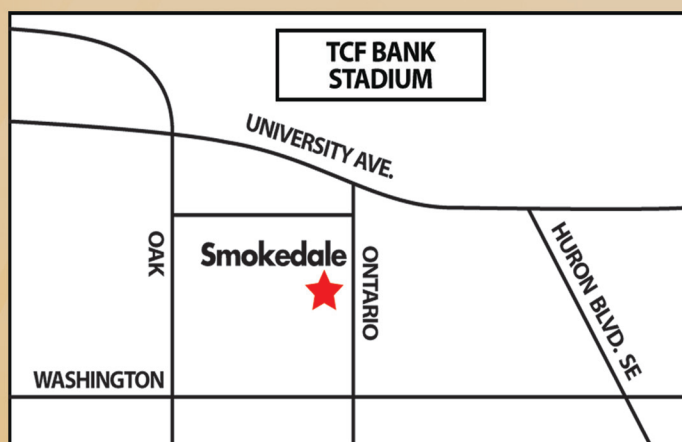 TCF BANK
STADIUM
UNIVERSITY AVE.
OAK
Smokedale
ONTARIO
HURON BLVD. SE
WASHINGTON